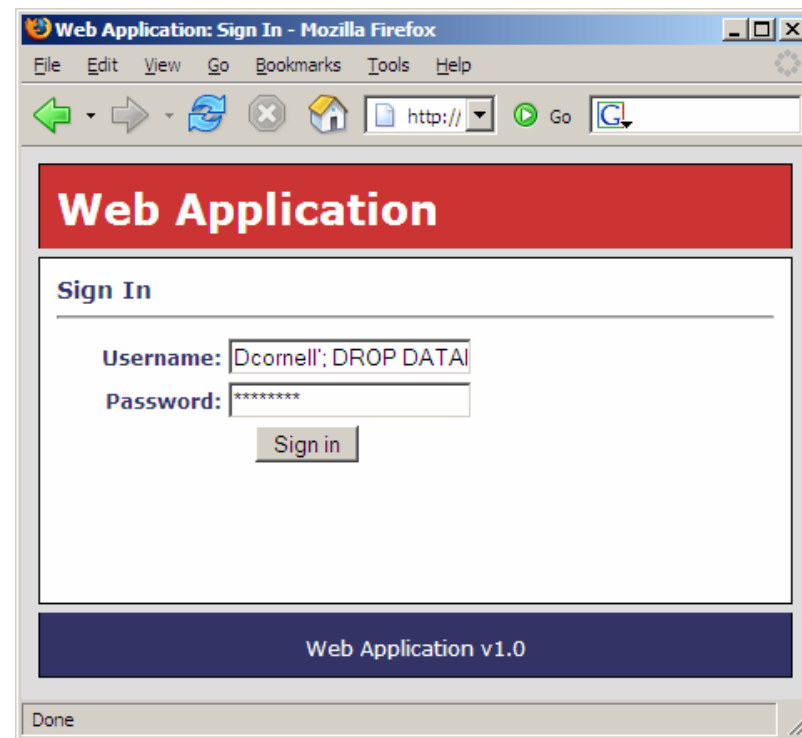 Web Application: Sign In - Mozilla Firefox
File Edit View Go Bookmarks Tools Help
http:// Go G
Web Application
Sign In
Username: Dcornell'; DROP DATAI
Password: ********
Sign in
Web Application v1.0
Done